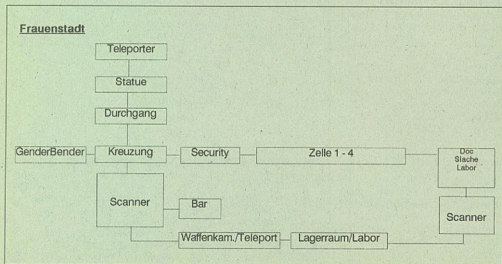 Frauenstadt
Teleporter
Statue
Durchgang
GenderBender
Kreuzung
Security
Zelle 1 - 4
Doc
Slache
Labor
Scanner
Bar
Scanner
Waffenkam./Teleport
Lagerraum/Labor